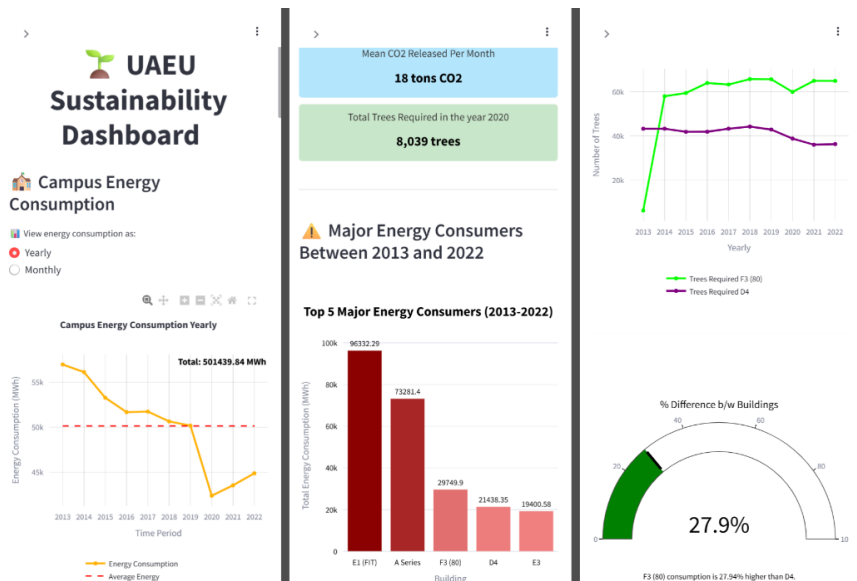 UAEU
Sustainability
Dashboard
Campus Energy
Consumption
View energy consumption as:
Yearly
Monthly
Campus Energy Consumption Yearly
Total: 501439.84 MWh
Energy Consumption (MWh)
55k
50k
45k
2013 2014 2015 2016 2017 2018 2019 2020 2021 2022
Time Period
Energy Consumption
Average Energy
Mean CO2 Released Per Month
18 tons CO2
Total Trees Required in the year 2020
8,039 trees
Major Energy Consumers
Between 2013 and 2022
Top 5 Major Energy Consumers (2013-2022)
Total Energy Consumption (MWh)
100k
80k
60k
40k
20k
0
96332.29
73281.4
29749.9
21438.35
19400.58
E1 (FIT) A Series F3 (80) D4 E3
Building
Number of Trees
60k
40k
20k
2013 2014 2015 2016 2017 2018 2019 2020 2021 2022
Yearly
Trees Required F3 (80)
Trees Required D4
% Difference b/w Buildings
0
20
40
60
80
10
27.9%
F3 (80) consumption is 27.94% higher than D4.